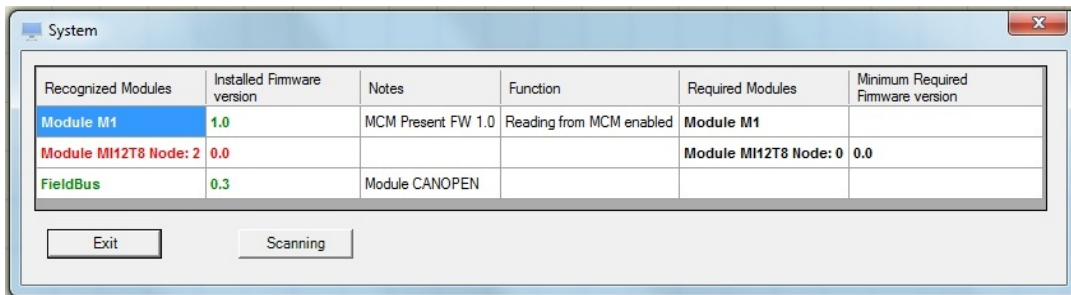 System
Recognized Modules Installed Firmware version Notes Function Required Modules Minimum Required Firmware version
Module M1 1.0 MCM Present FW 1.0 Reading from MCM enabled Module M1
Module MI12T8 Node: 2 0.0 Module MI12T8 Node: 0 0.0
FieldBus 0.3 Module CANOPEN
Exit Scanning